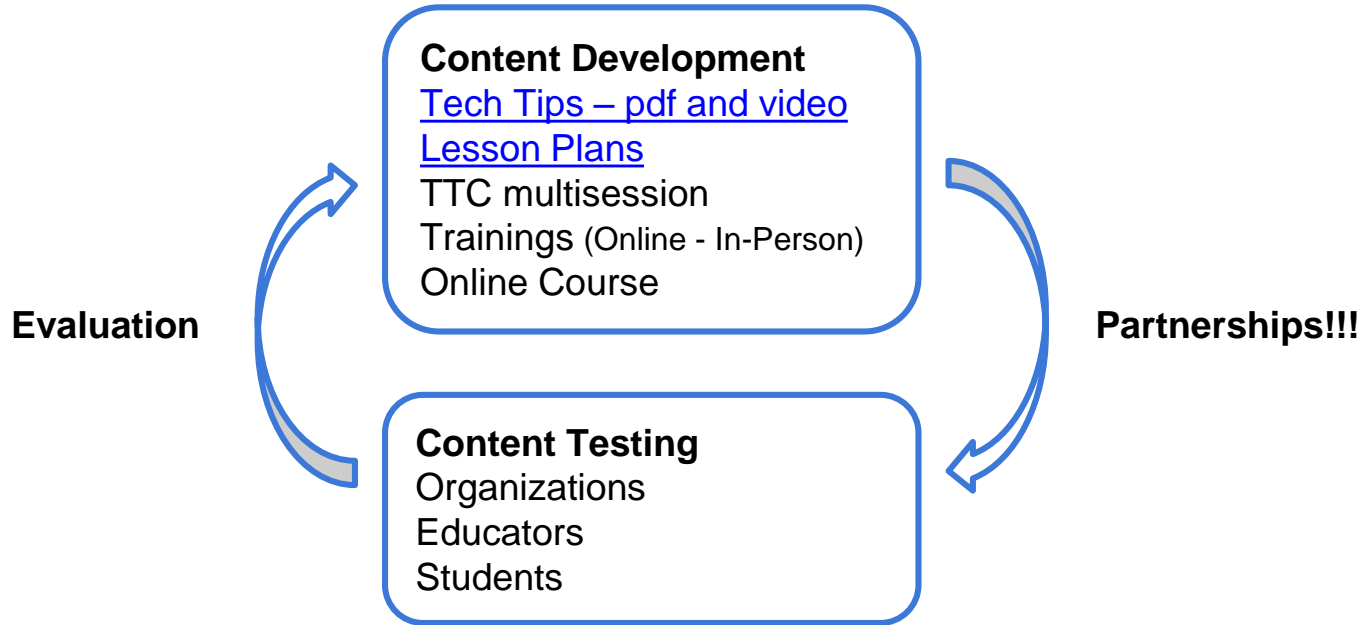 Content Development
Tech Tips – pdf and video
Lesson Plans
TTC multisession
Trainings (Online - In-Person)
Online Course
Evaluation
Partnerships!!!
Content Testing
Organizations
Educators
Students